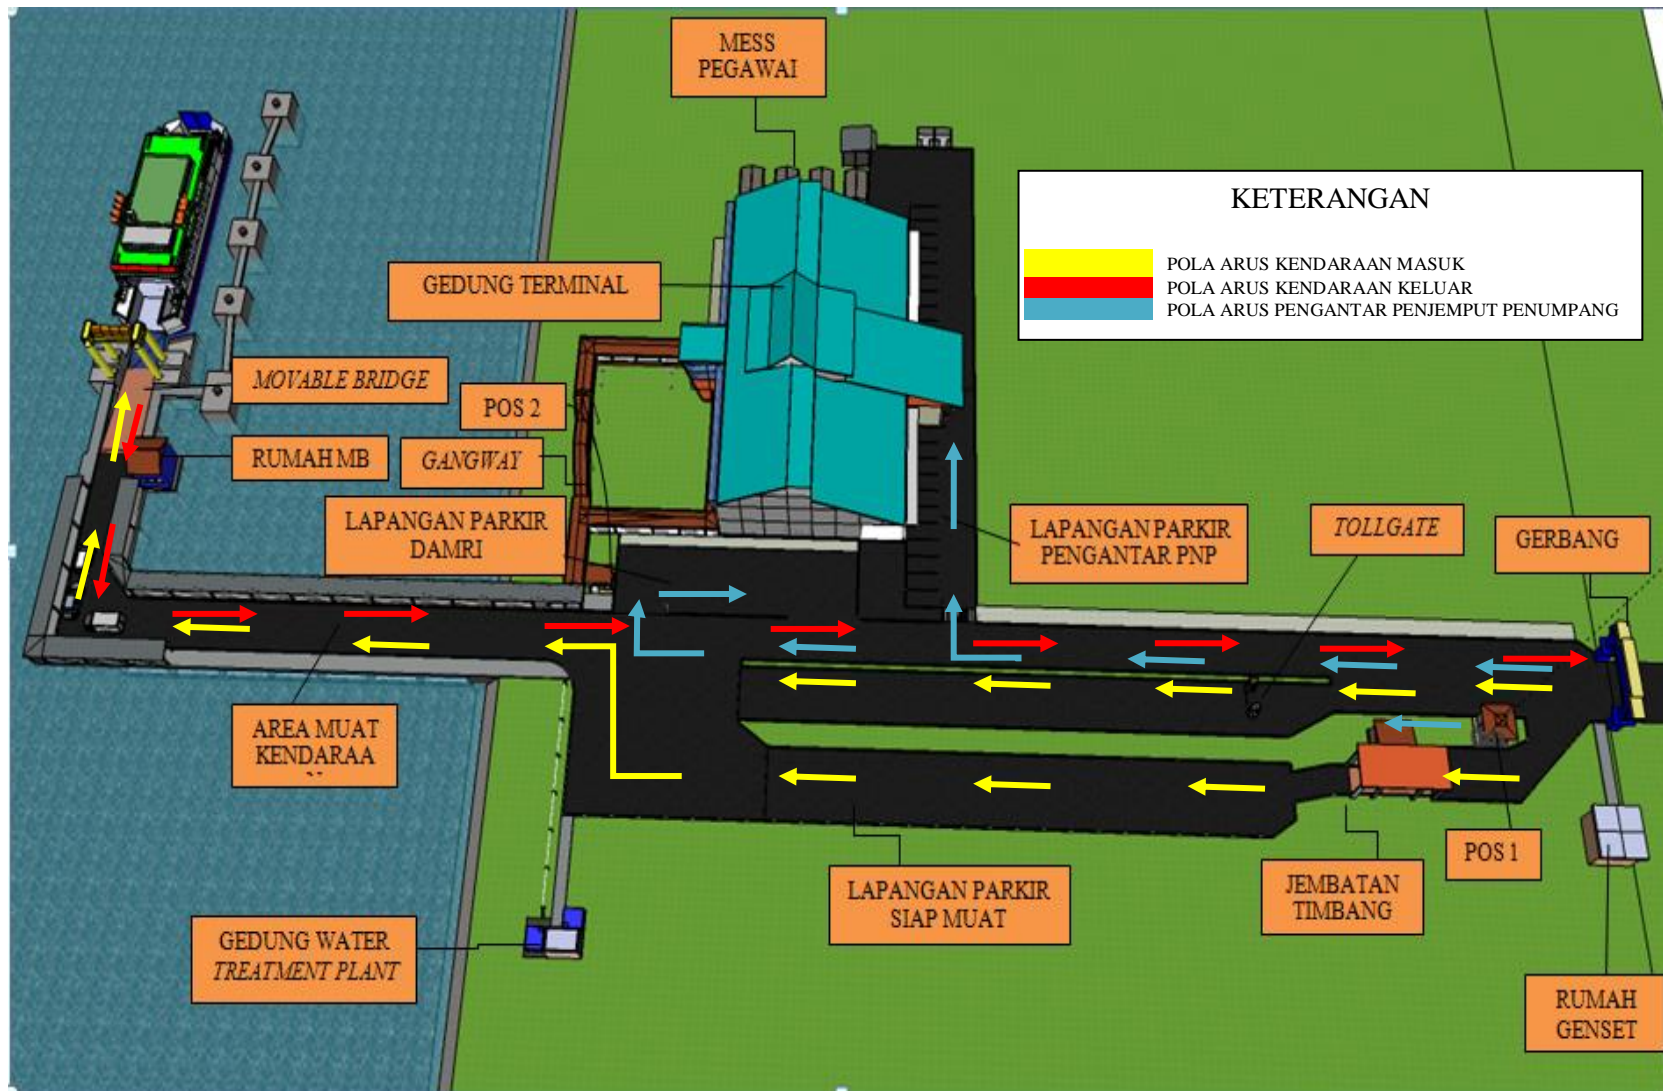 MESS
PEGAWAI
KETERANGAN
POLA ARUS KENDARAAN MASUK
POLA ARUS KENDARAAN KELUAR
POLA ARUS PENGANTAR PENJEMPUT PENUMPANG
GEDUNG TERMINAL
MOVABLE BRIDGE
POS 2
RUMAH MB
GANGWAY
LAPANGAN PARKIR
DAMRI
LAPANGAN PARKIR
PENGANTAR PNP
TOLLGATE
GERBANG
AREA MUAT
KENDARAA
LAPANGAN PARKIR
SIAP MUAT
JEMBATAN
TIMBANG
POS 1
GEDUNG WATER
TREATMENT PLANT
RUMAH
GENSET